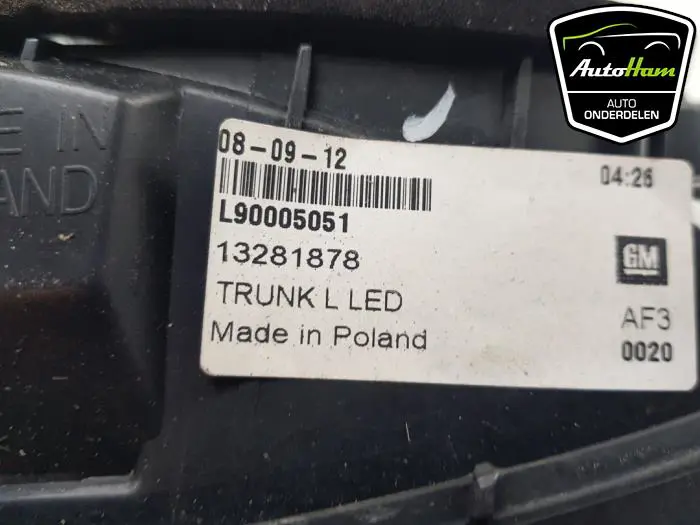 AutoHam
AUTO
ONDERDELEN
E IN
AND
08-09-12
04:26
L90005051
13281878
GM
TRUNK L LED
AF3
Made in Poland
0020